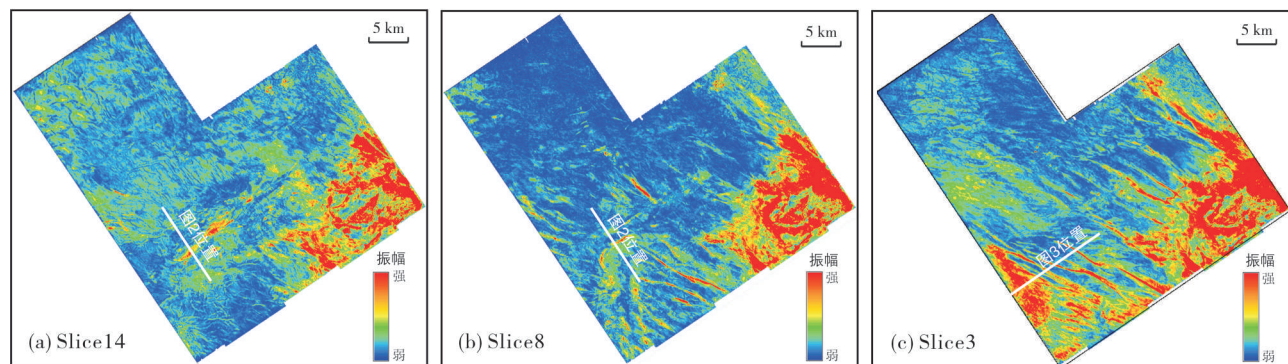 5 km
图2位置
振幅
强
弱
(a) Slice14
5 km
图2位置
振幅
强
弱
(b) Slice8
5 km
图3位置
振幅
强
弱
(c) Slice3